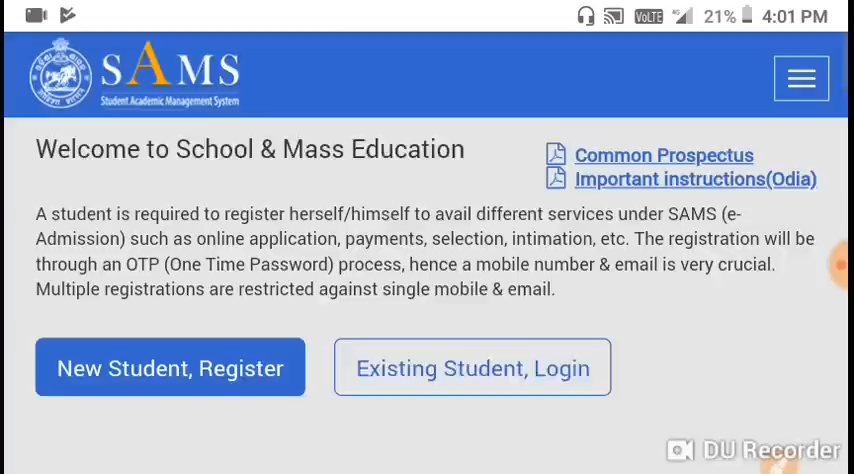 VoLTE 4G 21% 4:01 PM
SAMS
Student Academic Management System
Welcome to School & Mass Education
Common Prospectus
Important instructions(Odia)
A student is required to register herself/himself to avail different services under SAMS (e-
Admission) such as online application, payments, selection, intimation, etc. The registration will be
through an OTP (One Time Password) process, hence a mobile number & email is very crucial.
Multiple registrations are restricted against single mobile & email.
New Student, Register
Existing Student, Login
DU Recorder